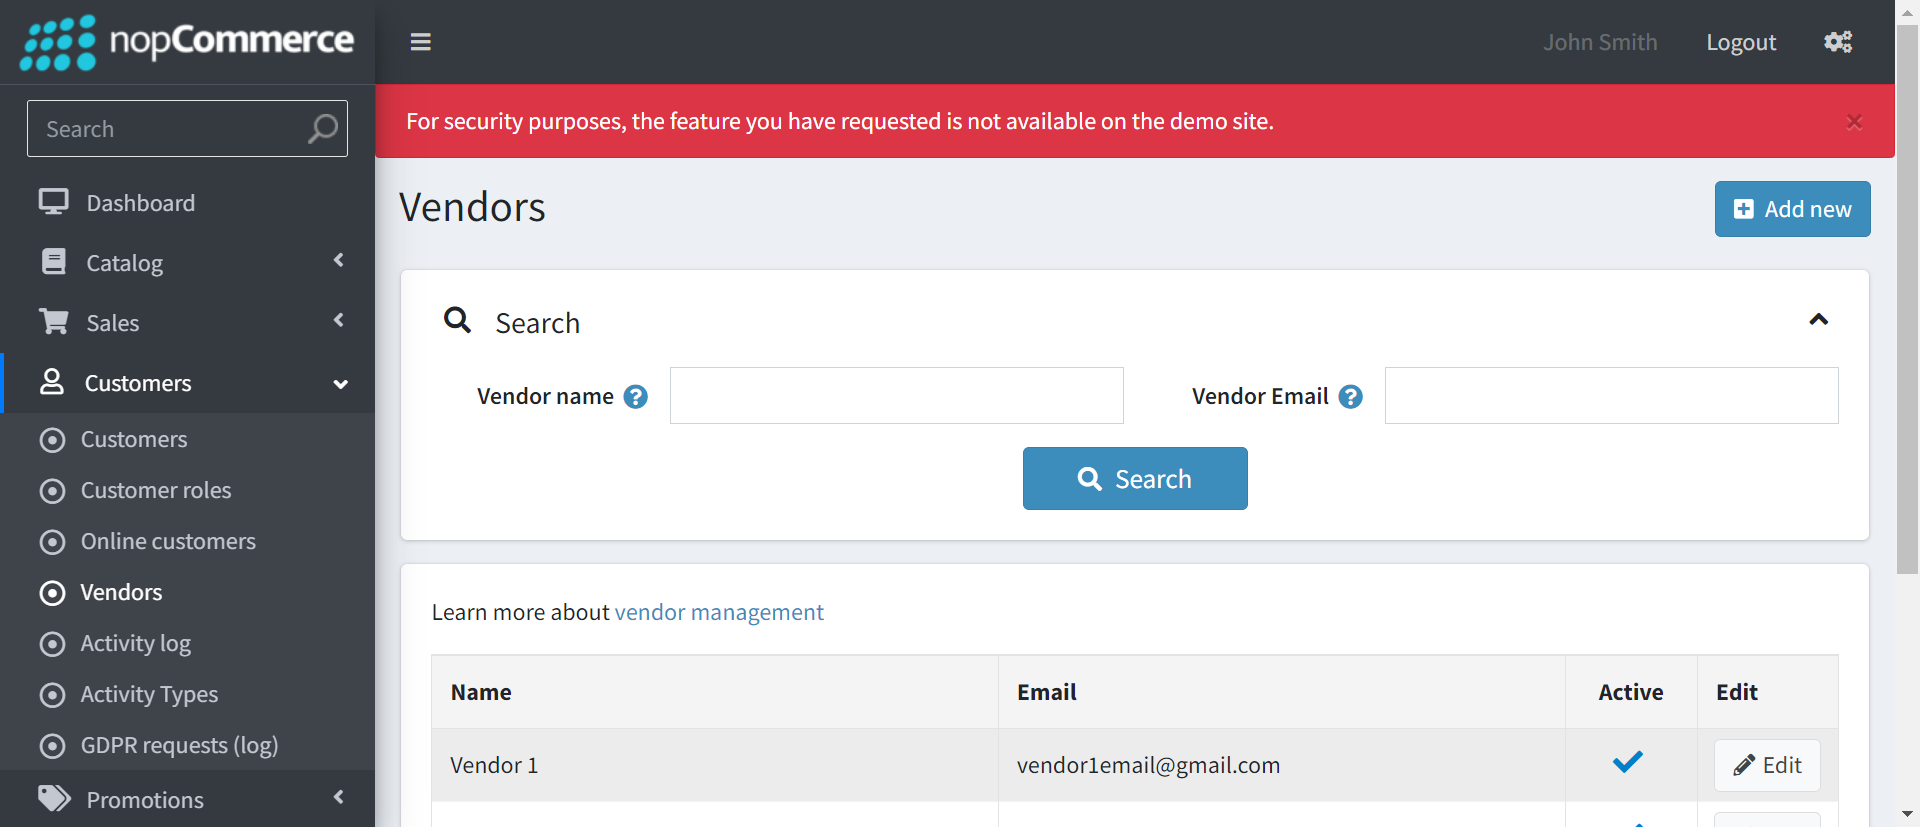 nopCommerce
John Smith
Logout
Search
For security purposes, the feature you have requested is not available on the demo site.
×
Dashboard
Catalog
Sales
Customers
Customers
Customer roles
Online customers
Vendors
Activity log
Activity Types
GDPR requests (log)
Promotions
Vendors
Add new
Search
Vendor name ?
Vendor Email ?
Search
Learn more about vendor management
Name Email Active Edit
Vendor 1 vendor1email@gmail.com Edit